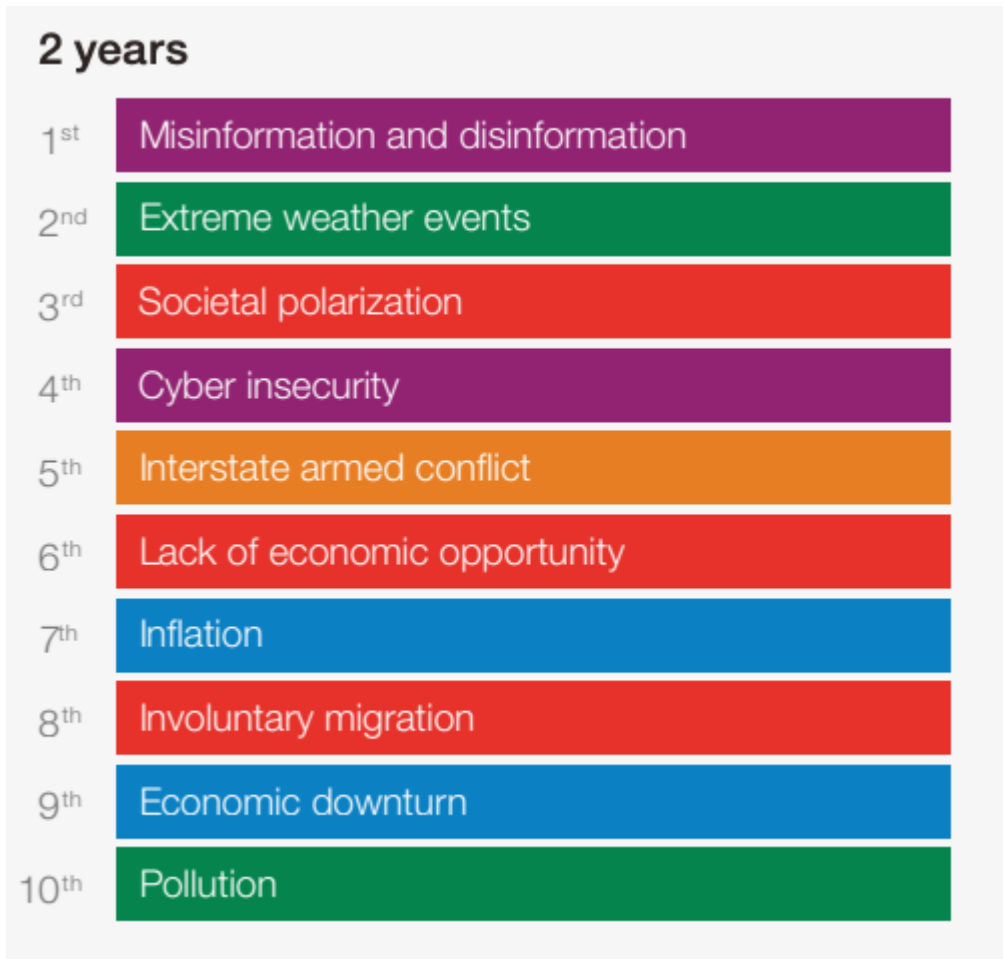 2 years
1st Misinformation and disinformation
2nd Extreme weather events
3rd Societal polarization
4th Cyber insecurity
5th Interstate armed conflict
6th Lack of economic opportunity
7th Inflation
8th Involuntary migration
9th Economic downturn
10th Pollution